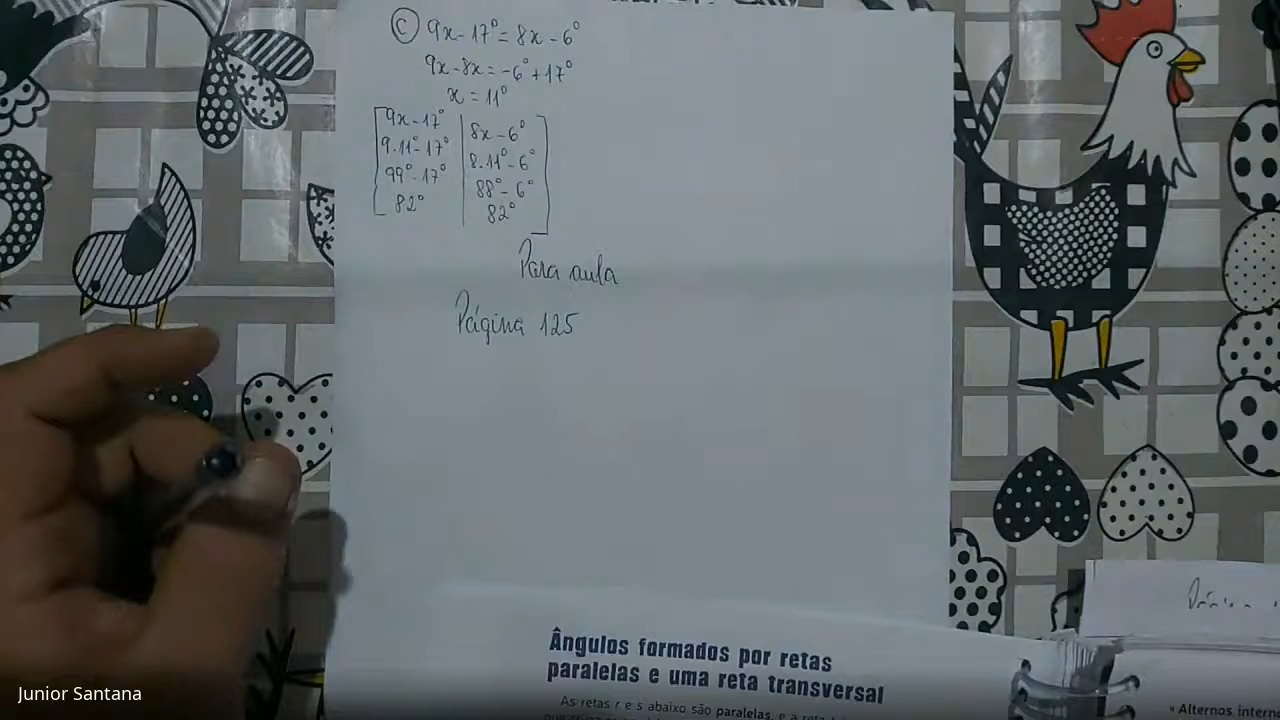 Ⓒ 9x-17°=8x-6°
9x-8x=-6°+17°
x=11°
9x-17°
9.11°-17°
99°-17°
82°
8x-6°
8.11°-6°
88°-6°
82°
Para aula
Página 125
Ângulos formados por retas
paralelas e uma reta transversal
As retas r e s abaixo são paralelas, e a reta
• Alternos intern
Junior Santana